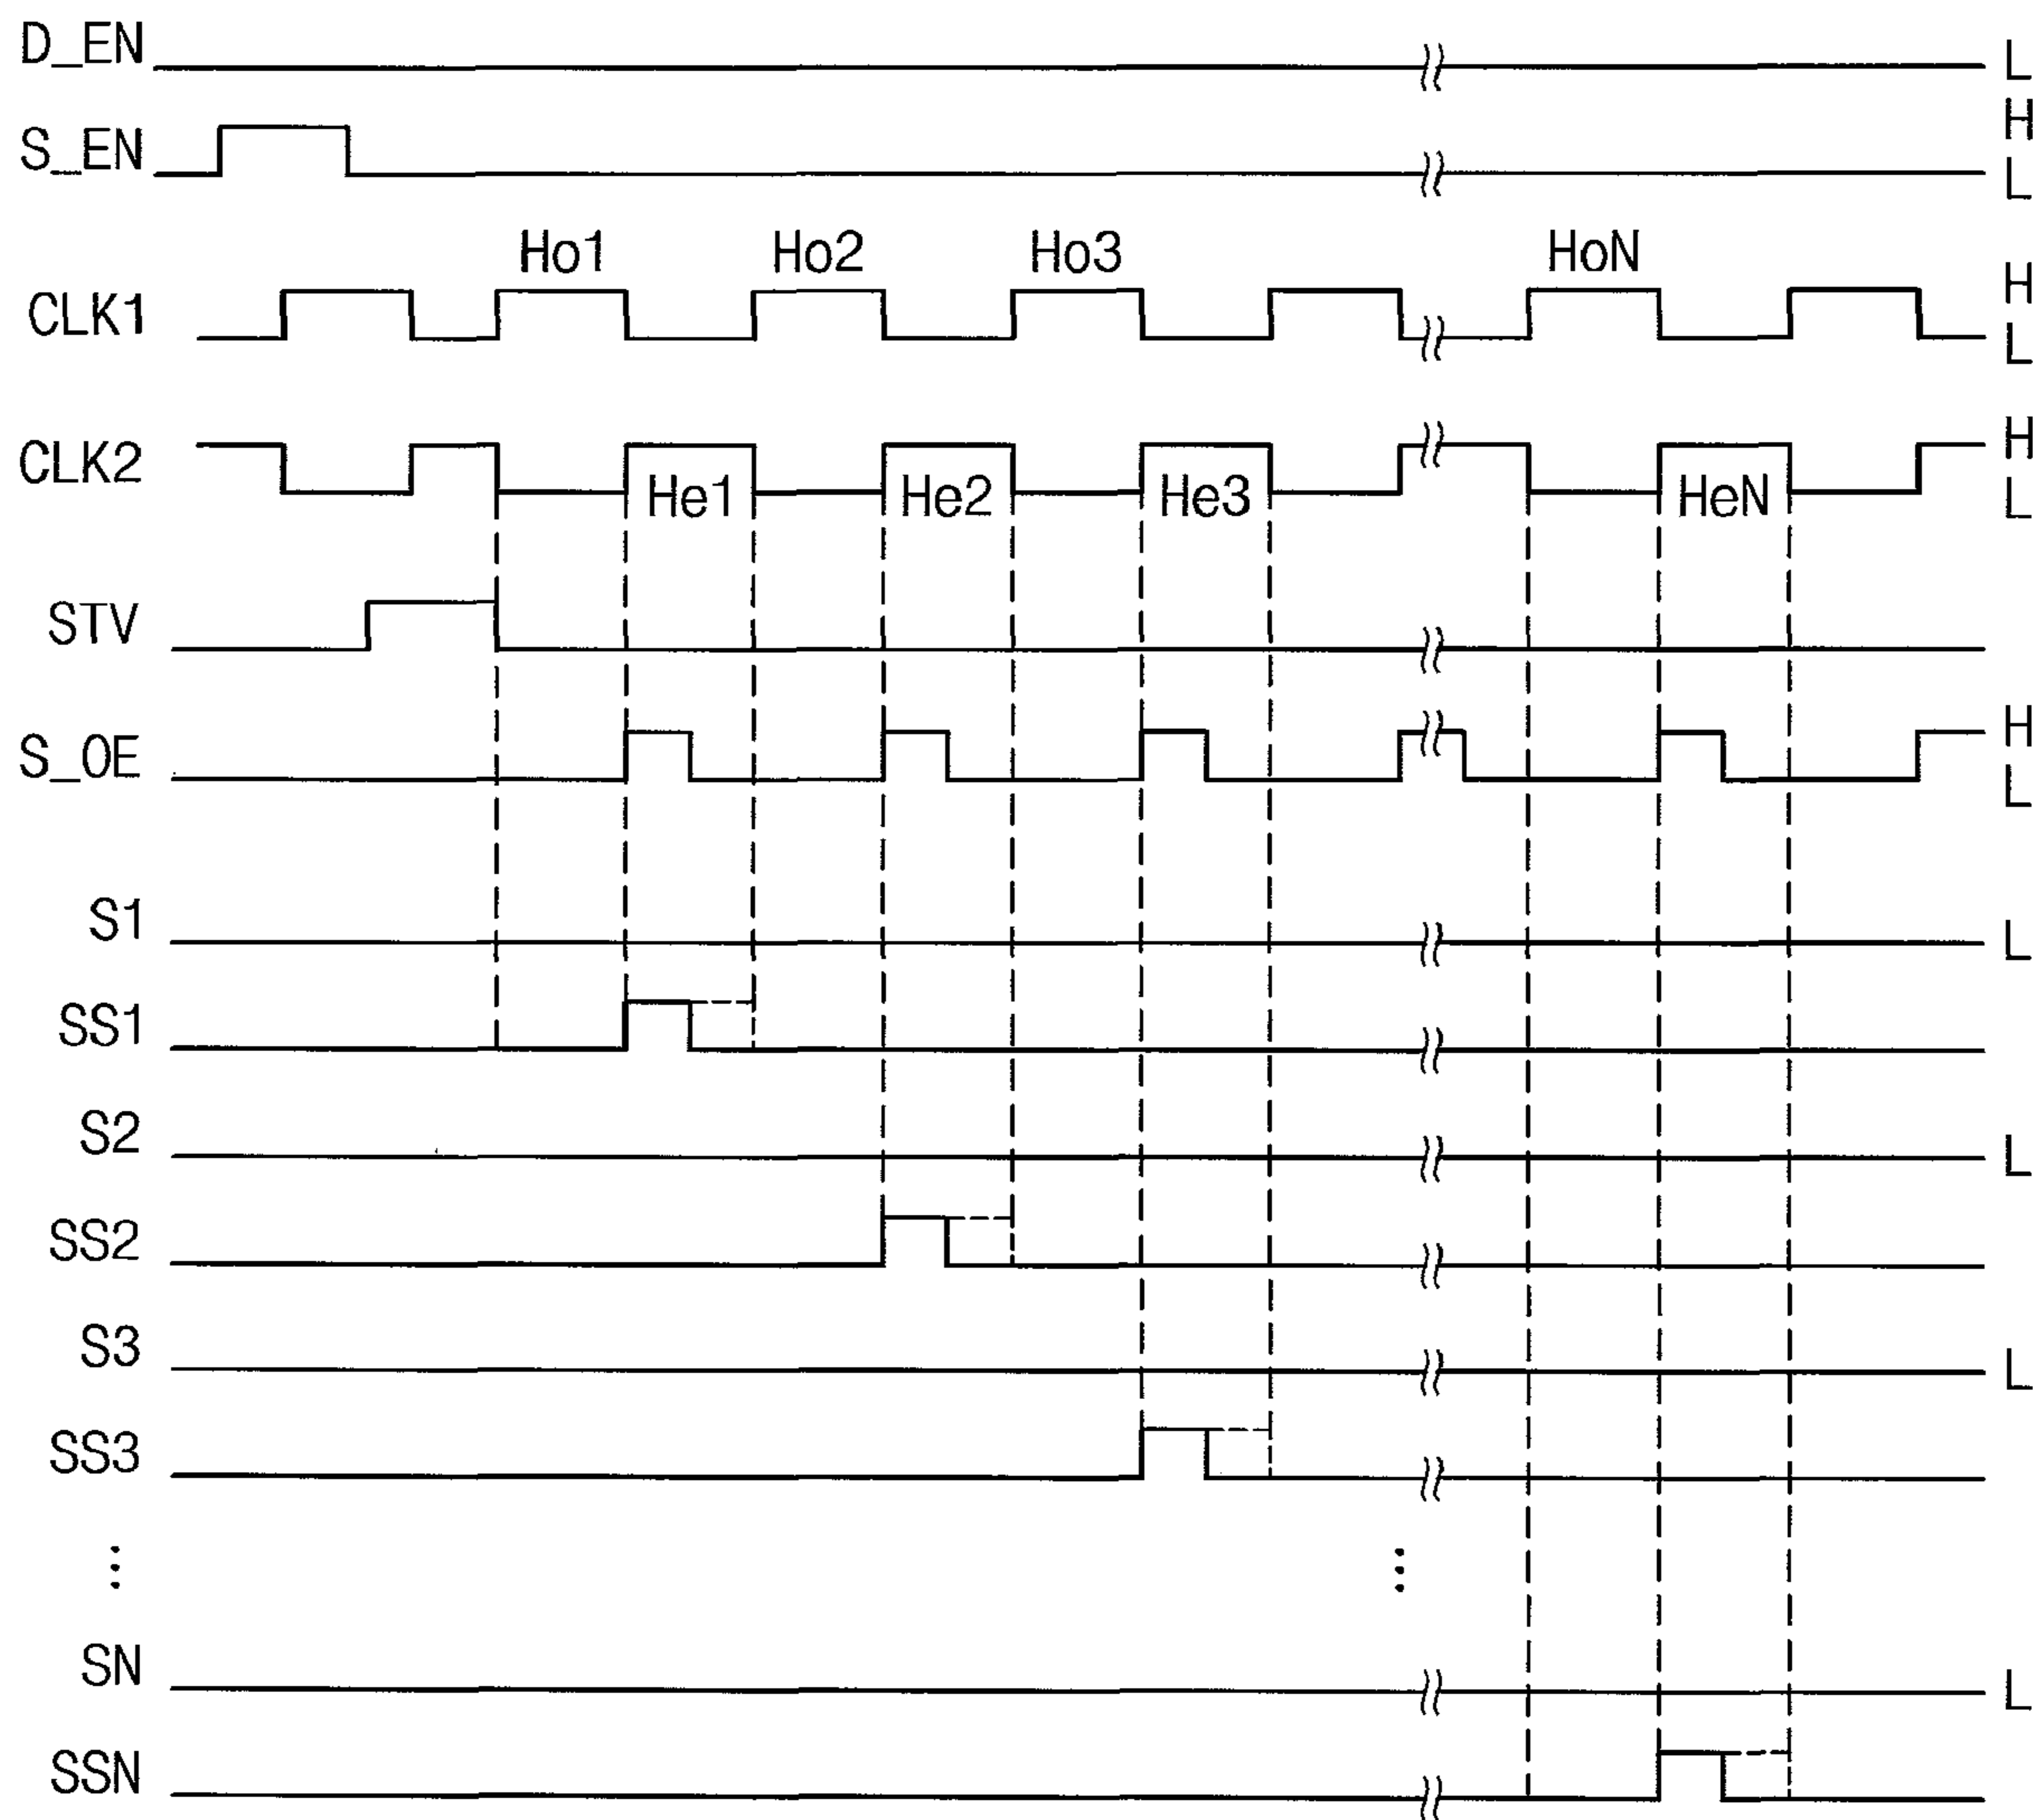 D_EN L
S_EN H L
Ho1 Ho2 Ho3 HoN
CLK1 H L
CLK2 H L
He1 He2 He3 HeN
STV
S_OE H L
S1 L
SS1
S2 L
SS2
S3 L
SS3
⋮ ⋮
SN L
SSN